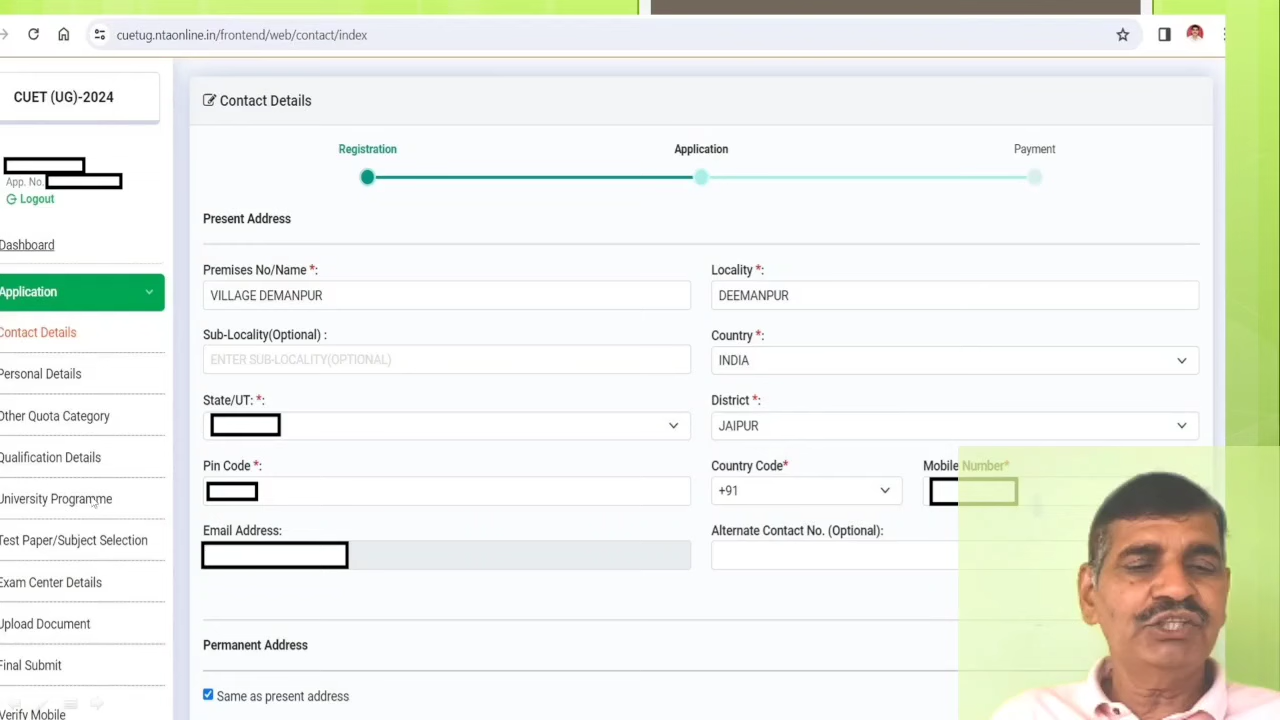 cuetug.ntaonline.in/frontend/web/contact/index
CUET (UG)-2024
App. No.
Logout
Dashboard
Application
Contact Details
Personal Details
Other Quota Category
Qualification Details
University Programme
Test Paper/Subject Selection
Exam Center Details
Upload Document
Final Submit
Verify Mobile
Contact Details
Registration Application Payment
Present Address
Premises No/Name *: Locality *:
VILLAGE DEMANPUR DEEMANPUR
Sub-Locality(Optional) : Country *:
ENTER SUB-LOCALITY(OPTIONAL) INDIA
State/UT: *: District *:
JAIPUR
Pin Code *: Country Code* Mobile Number*
+91
Email Address: Alternate Contact No. (Optional):
Permanent Address
Same as present address